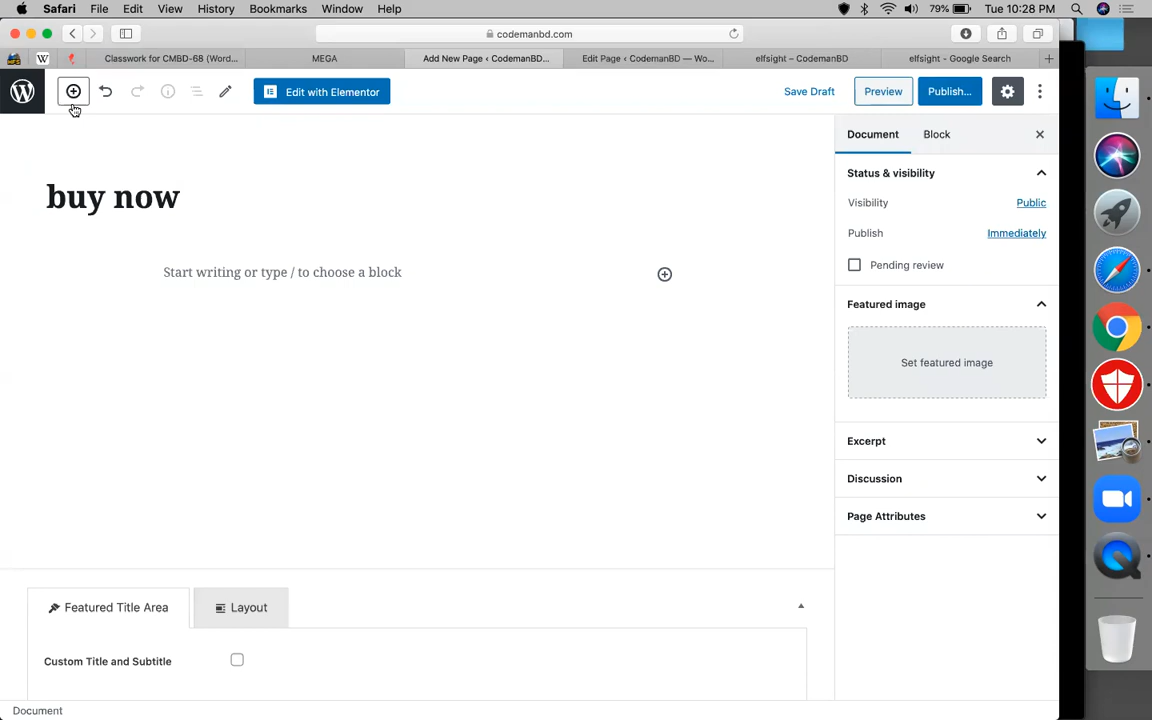 Safari File Edit View History Bookmarks Window Help 79% Tue 10:28 PM
codemanbd.com
Classwork for CMBD-68 (Word... MEGA Add New Page ‹ CodemanBD... Edit Page ‹ CodemanBD — Wo... elfsight – CodemanBD elfsight - Google Search
Edit with Elementor Save Draft Preview Publish...
Document Block
buy now
Status & visibility
Visibility Public
Publish Immediately
Pending review
Start writing or type / to choose a block
Featured image
Set featured image
Excerpt
Discussion
Page Attributes
Featured Title Area Layout
Custom Title and Subtitle
Document